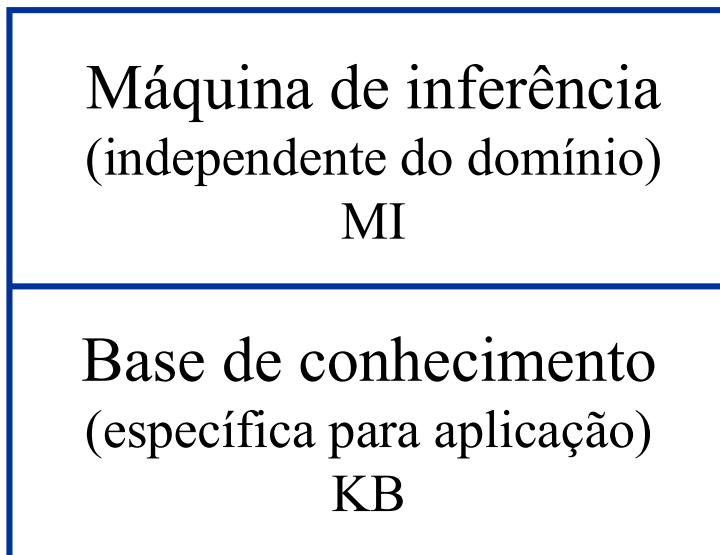 Máquina de inferência
(independente do domínio)
MI
Base de conhecimento
(específica para aplicação)
KB